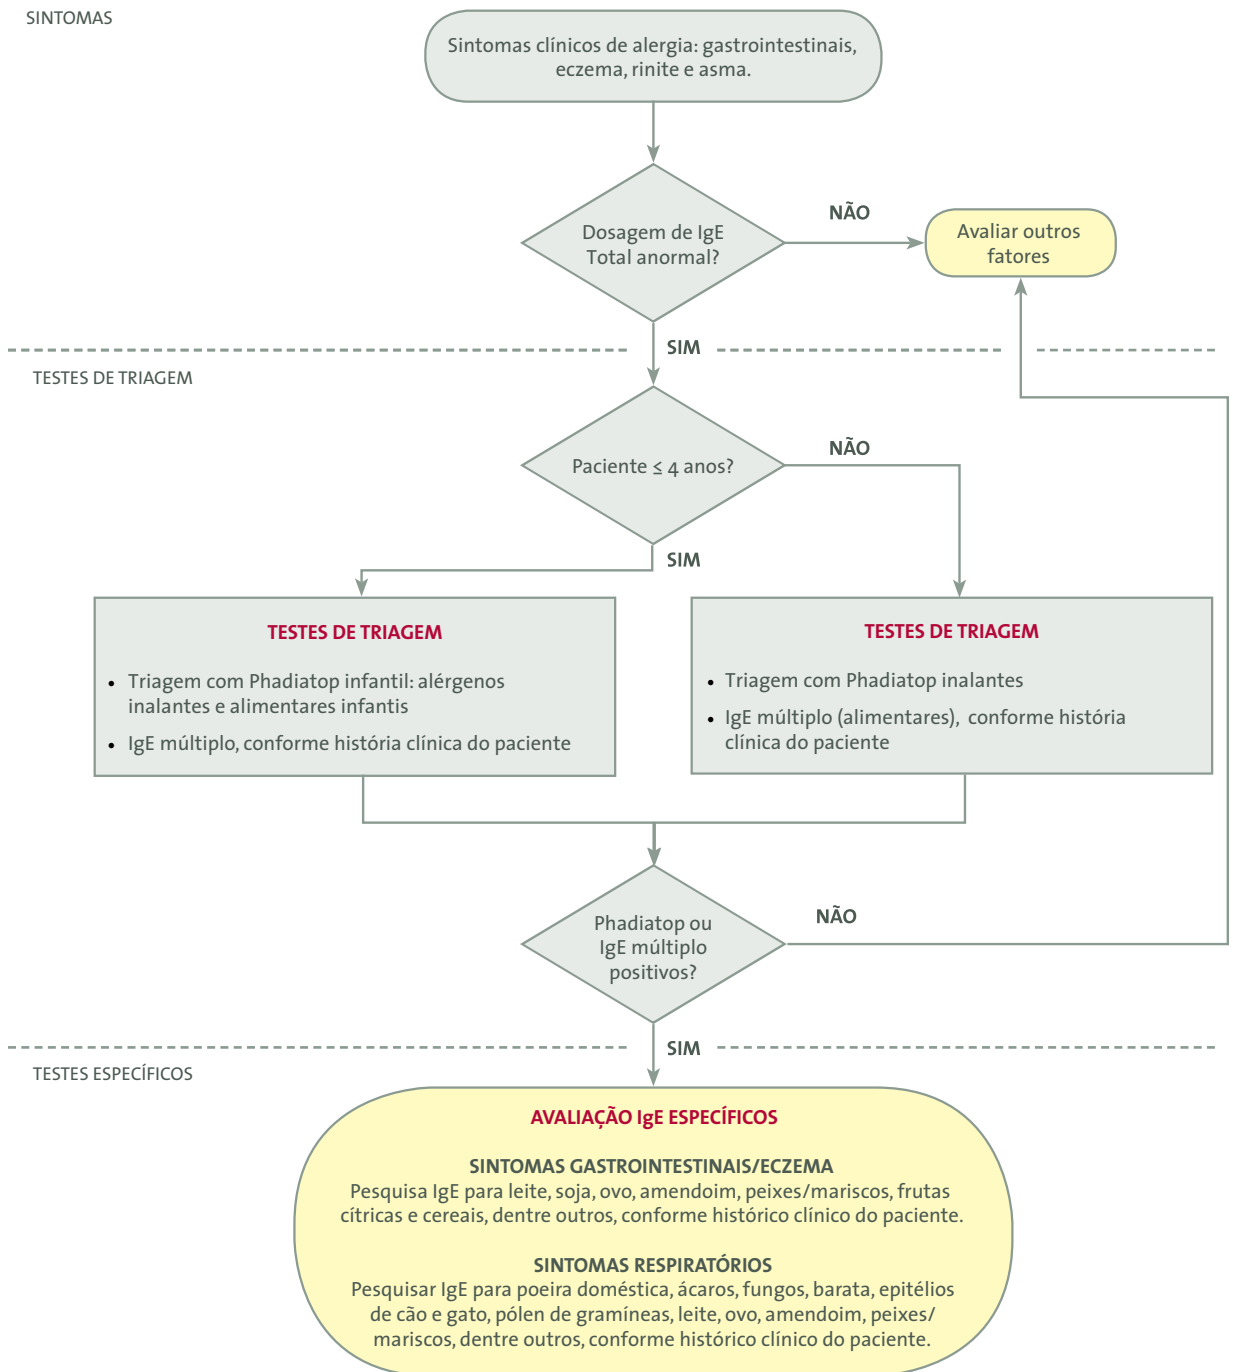 SINTOMAS
Sintomas clínicos de alergia: gastrointestinais,
eczema, rinite e asma.
Dosagem de IgE
Total anormal?
NÃO
Avaliar outros
fatores
SIM
TESTES DE TRIAGEM
Paciente ≤ 4 anos?
NÃO
SIM
TESTES DE TRIAGEM
• Triagem com Phadiatop infantil: alérgenos
inalantes e alimentares infantis
• IgE múltiplo, conforme história clínica do paciente
TESTES DE TRIAGEM
• Triagem com Phadiatop inalantes
• IgE múltiplo (alimentares), conforme história
clínica do paciente
Phadiatop ou
IgE múltiplo
positivos?
NÃO
SIM
TESTES ESPECÍFICOS
AVALIAÇÃO IgE ESPECÍFICOS
SINTOMAS GASTROINTESTINAIS/ECZEMA
Pesquisa IgE para leite, soja, ovo, amendoim, peixes/mariscos, frutas
cítricas e cereais, dentre outros, conforme histórico clínico do paciente.
SINTOMAS RESPIRATÓRIOS
Pesquisar IgE para poeira doméstica, ácaros, fungos, barata, epitélios
de cão e gato, pólen de gramíneas, leite, ovo, amendoim, peixes/
mariscos, dentre outros, conforme histórico clínico do paciente.